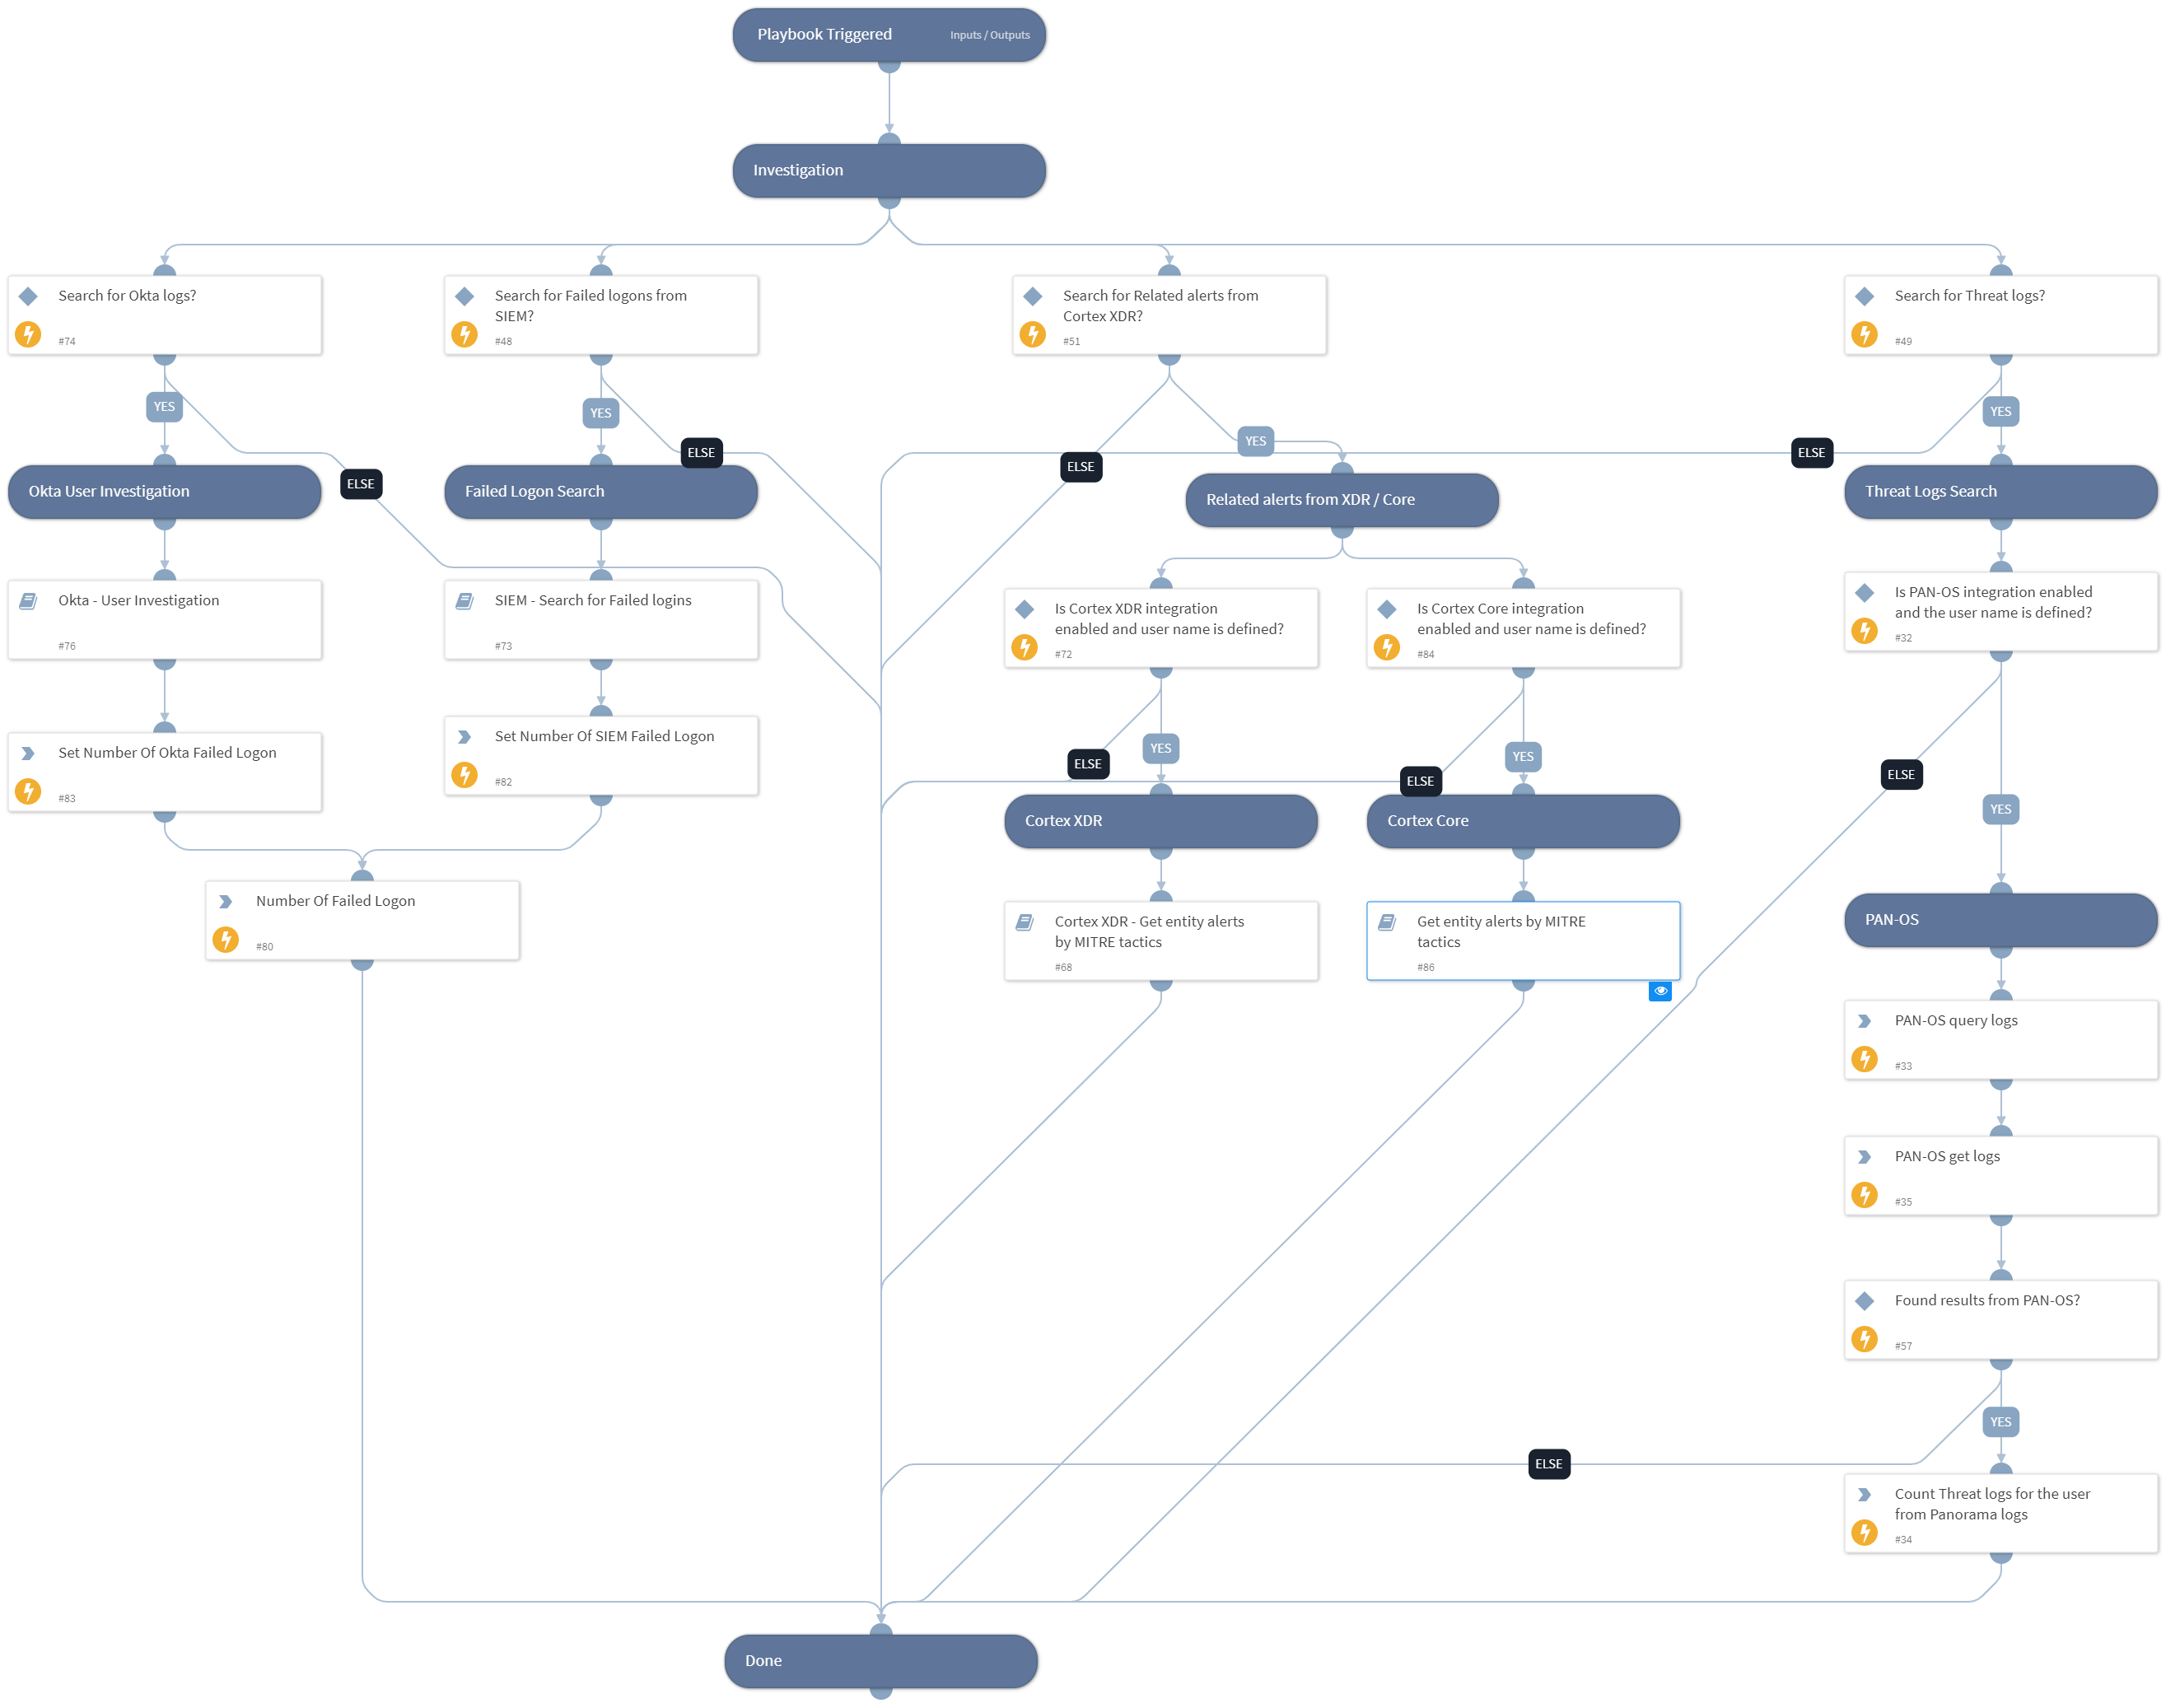 Playbook Triggered
Inputs / Outputs
Investigation
Search for Okta logs?
#74
Search for Failed logons from
SIEM?
#48
Search for Related alerts from
Cortex XDR?
#51
Search for Threat logs?
#49
YES
YES
YES
YES
ELSE
ELSE
ELSE
ELSE
Okta User Investigation
Failed Logon Search
Related alerts from XDR / Core
Threat Logs Search
Okta - User Investigation
#76
SIEM - Search for Failed logins
#73
Is Cortex XDR integration
enabled and user name is defined?
#72
Is Cortex Core integration
enabled and user name is defined?
#84
Is PAN-OS integration enabled
and the user name is defined?
#32
Set Number Of Okta Failed Logon
#83
Set Number Of SIEM Failed Logon
#82
ELSE
YES
ELSE
YES
ELSE
YES
Cortex XDR
Cortex Core
Number Of Failed Logon
#80
Cortex XDR - Get entity alerts
by MITRE tactics
#68
Get entity alerts by MITRE
tactics
#86
PAN-OS
PAN-OS query logs
#33
PAN-OS get logs
#35
Found results from PAN-OS?
#57
YES
ELSE
Count Threat logs for the user
from Panorama logs
#34
Done